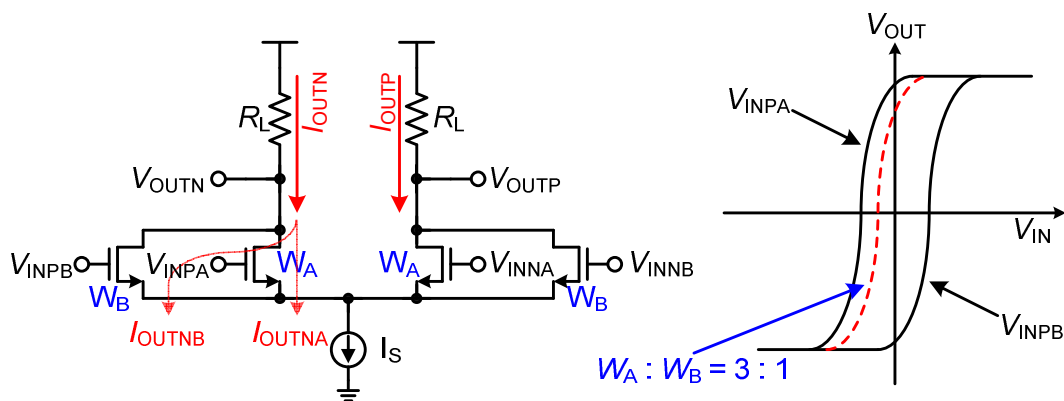 R_L
I_OUTN
I_OUTP
R_L
V_OUTN
V_OUTP
V_INPB
V_INPA
W_A
W_A
V_INNA
V_INNB
W_B
W_B
I_OUTNB
I_OUTNA
I_S
V_OUT
V_INPA
V_IN
V_INPB
W_A : W_B = 3 : 1